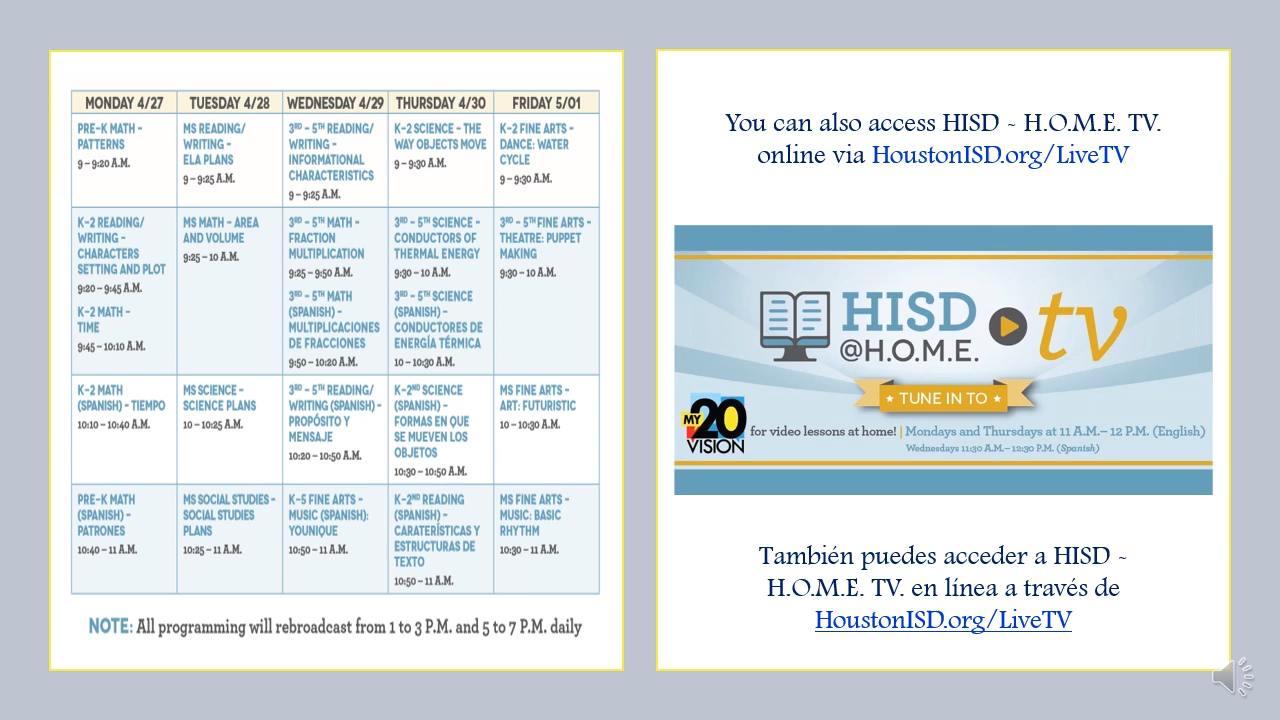 MONDAY 4/27
TUESDAY 4/28
WEDNESDAY 4/29
THURSDAY 4/30
FRIDAY 5/01
PRE-K MATH –
PATTERNS
9 – 9:20 A.M.
MS READING/
WRITING –
ELA PLANS
9 – 9:25 A.M.
3RD – 5TH READING/
WRITING –
INFORMATIONAL
CHARACTERISTICS
9 – 9:25 A.M.
K-2 SCIENCE – THE
WAY OBJECTS MOVE
9 – 9:30 A.M.
K-2 FINE ARTS –
DANCE: WATER
CYCLE
9 – 9:30 A.M.
K-2 READING/
WRITING –
CHARACTERS
SETTING AND PLOT
9:20 – 9:45 A.M.
K-2 MATH –
TIME
9:45 – 10:10 A.M.
MS MATH – AREA
AND VOLUME
9:25 – 10 A.M.
3RD – 5TH MATH –
FRACTION
MULTIPLICATION
9:25 – 9:50 A.M.
3RD – 5TH MATH
(SPANISH) –
MULTIPLICACIONES
DE FRACCIONES
9:50 – 10:20 A.M.
3RD – 5TH SCIENCE –
CONDUCTORS OF
THERMAL ENERGY
9:30 – 10 A.M.
3RD – 5TH SCIENCE
(SPANISH) –
CONDUCTORES DE
ENERGÍA TÉRMICA
10 – 10:30 A.M.
3RD – 5TH FINE ARTS –
THEATRE: PUPPET
MAKING
9:30 – 10 A.M.
K-2 MATH
(SPANISH) – TIEMPO
10:10 – 10:40 A.M.
MS SCIENCE –
SCIENCE PLANS
10 – 10:25 A.M.
3RD – 5TH READING/
WRITING (SPANISH) –
PROPÓSITO Y
MENSAJE
10:20 – 10:50 A.M.
K-2ND SCIENCE
(SPANISH) –
FORMAS EN QUE
SE MUEVEN LOS
OBJETOS
10:30 – 10:50 A.M.
MS FINE ARTS –
ART: FUTURISTIC
10 – 10:30 A.M.
PRE-K MATH
(SPANISH) –
PATRONES
10:40 – 11 A.M.
MS SOCIAL STUDIES –
SOCIAL STUDIES
PLANS
10:25 – 11 A.M.
K-5 FINE ARTS –
MUSIC (SPANISH):
YOUNIQUE
10:50 – 11 A.M.
K-2ND READING
(SPANISH) –
CARATERÍSTICAS Y
ESTRUCTURAS DE
TEXTO
10:50 – 11 A.M.
MS FINE ARTS –
MUSIC: BASIC
RHYTHM
10:30 – 11 A.M.
NOTE: All programming will rebroadcast from 1 to 3 P.M. and 5 to 7 P.M. daily
You can also access HISD - H.O.M.E. TV.
online via HoustonISD.org/LiveTV
HISD
@H.O.M.E.
tv
TUNE IN TO
MY 20
VISION
for video lessons at home! | Mondays and Thursdays at 11 A.M. – 12 P.M. (English)
Wednesdays 11:30 A.M. – 12:30 P.M. (Spanish)
También puedes acceder a HISD -
H.O.M.E. TV. en línea a través de
HoustonISD.org/LiveTV